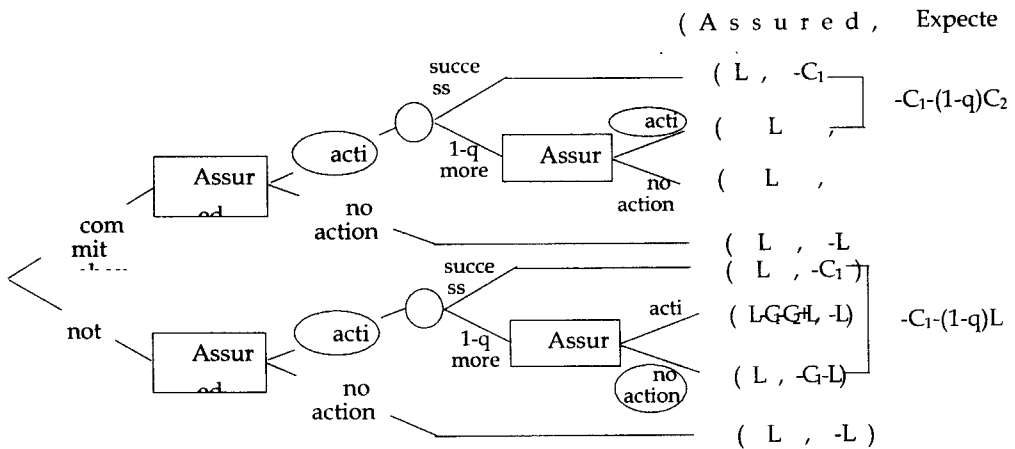 ( A s s u r e d , Expecte
succe
ss
( L , -C₁
-C₁-(1-q)C₂
acti
( L ,
acti
1-q
more
Assur
Assur
no
action
( L ,
no
action
com
mit
( L , -L
succe
ss
( L , -C₁ )
not
acti
acti
-C₁-(1-q)L
1-q
more
Assur
Assur
no
action
no
action
( L , -L )